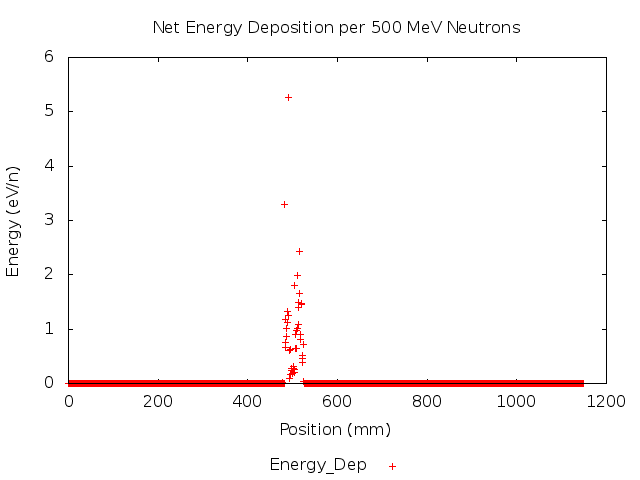 Net Energy Deposition per 500 MeV Neutrons
6
5
4
3
2
1
0
Energy (eV/n)
0 200 400 600 800 1000 1200
Position (mm)
Energy_Dep